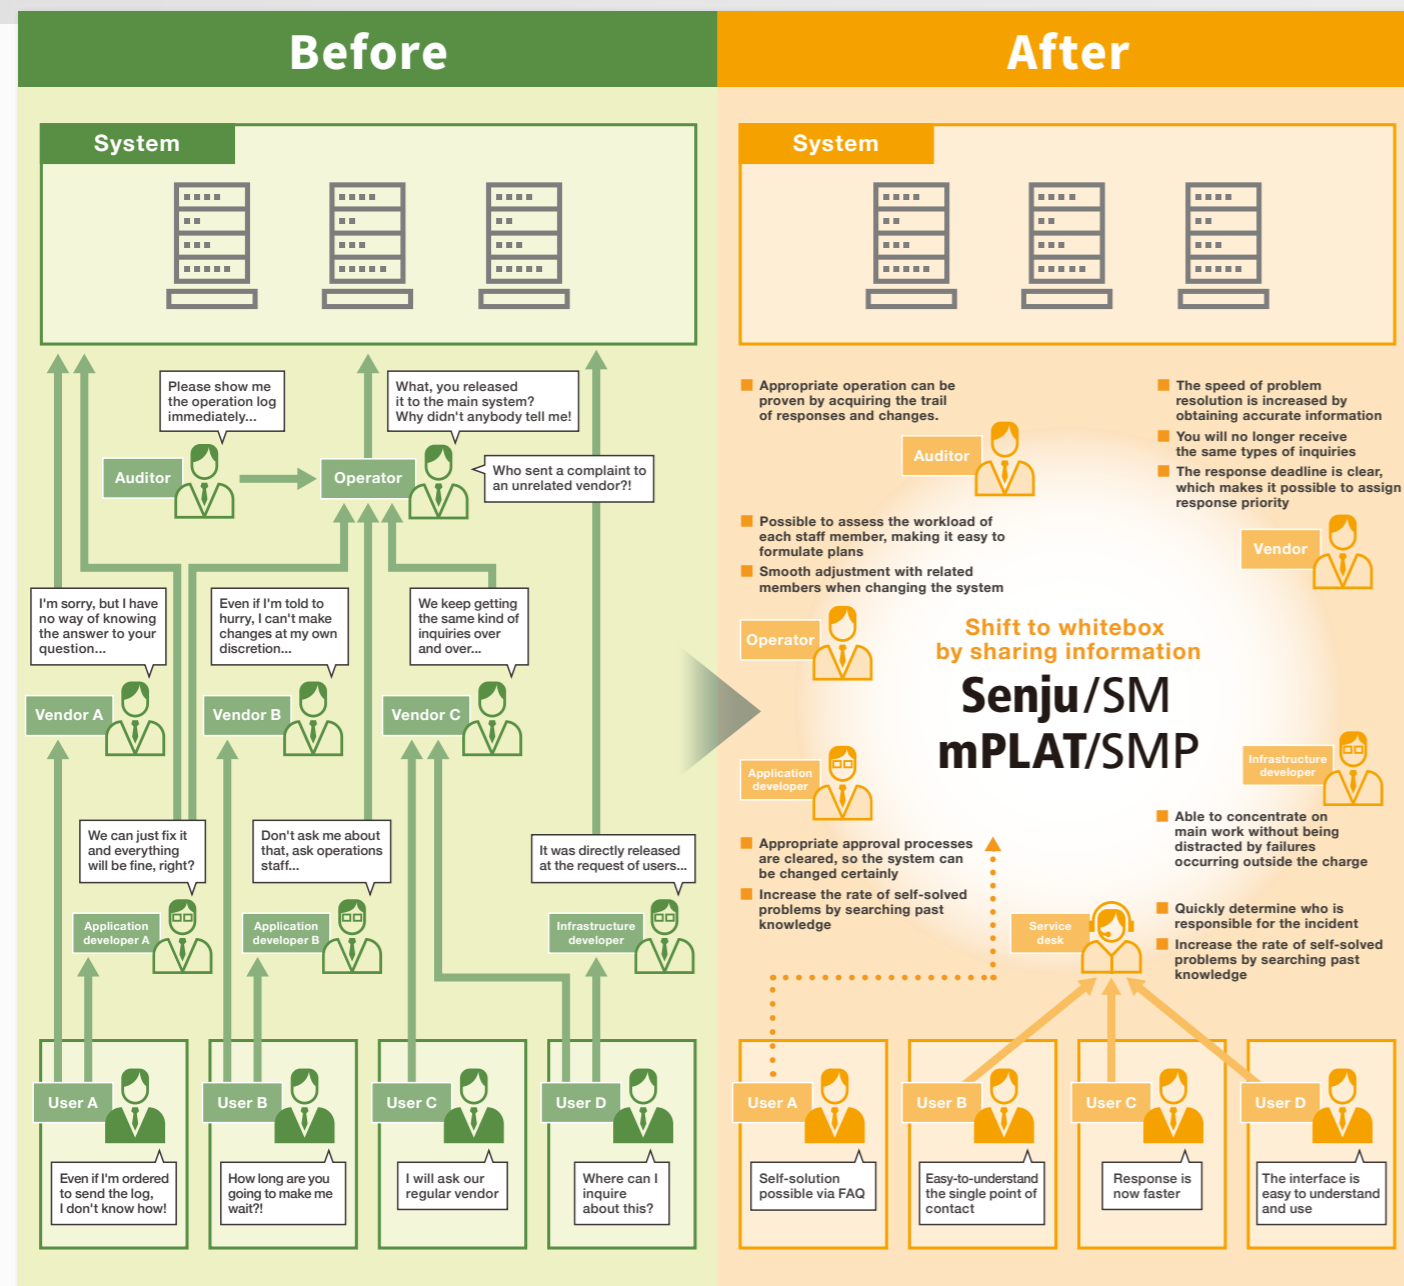 Before
System
Please show me
the operation log
immediately...
What, you released
it to the main system?
Why didn't anybody tell me!
Auditor
Operator
Who sent a complaint to
an unrelated vendor?!
I'm sorry, but I have
no way of knowing
the answer to your
question...
Even if I'm told to
hurry, I can't make
changes at my own
discretion...
We keep getting
the same kind of
inquiries over
and over...
Vendor A
Vendor B
Vendor C
We can just fix it
and everything
will be fine, right?
Don't ask me about
that, ask operations
staff...
It was directly released
at the request of users...
Application
developer A
Application
developer B
Infrastructure
developer
User A
User B
User C
User D
Even if I'm ordered
to send the log,
I don't know how!
How long are you
going to make me
wait?!
I will ask our
regular vendor
Where can I
inquire
about this?
After
System
Appropriate operation can be
proven by acquiring the trail
of responses and changes.
Auditor
The speed of problem
resolution is increased by
obtaining accurate information
You will no longer receive
the same types of inquiries
The response deadline is clear,
which makes it possible to assign
response priority
Vendor
Possible to assess the workload of
each staff member, making it easy to
formulate plans
Smooth adjustment with related
members when changing the system
Operator
Shift to whitebox
by sharing information
Senju/SM
mPLAT/SMP
Application
developer
Infrastructure
developer
Appropriate approval processes
are cleared, so the system can
be changed certainly
Increase the rate of self-solved
problems by searching past
knowledge
Able to concentrate on
main work without being
distracted by failures
occurring outside the charge
Service
desk
Quickly determine who is
responsible for the incident
Increase the rate of self-solved
problems by searching past
knowledge
User A
User B
User C
User D
Self-solution
possible via FAQ
Easy-to-understand
the single point of
contact
Response is
now faster
The interface is
easy to understand
and use